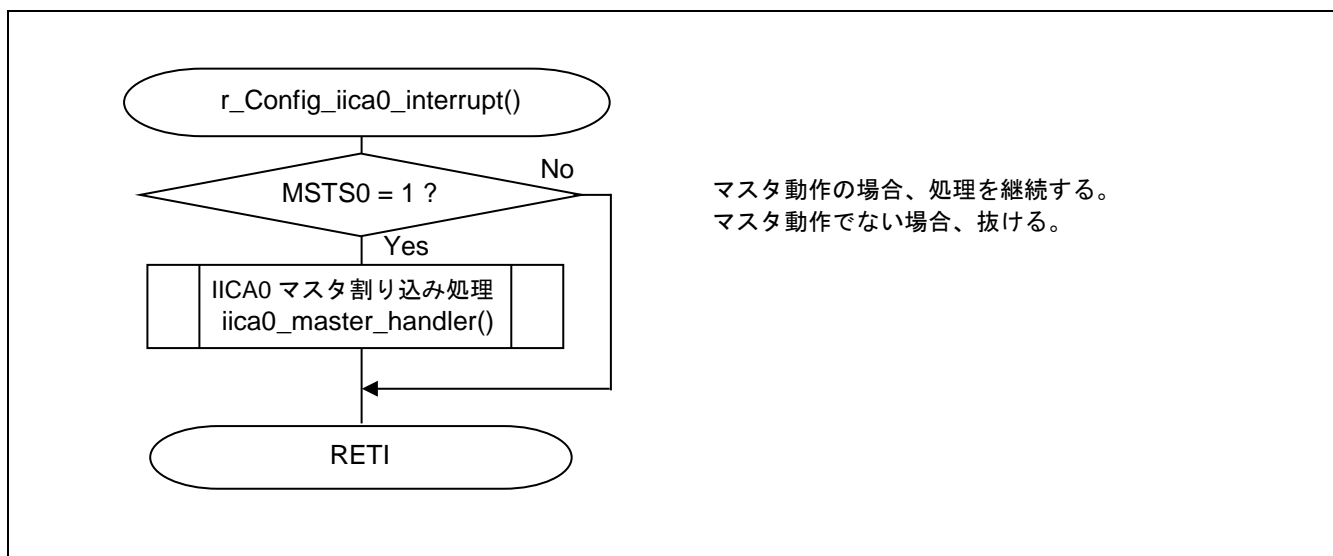 r_Config_iica0_interrupt()
No
MSTS0 = 1 ?
マスタ動作の場合、処理を継続する。
マスタ動作でない場合、抜ける。
Yes
IICA0 マスタ割り込み処理
iica0_master_handler()
RETI